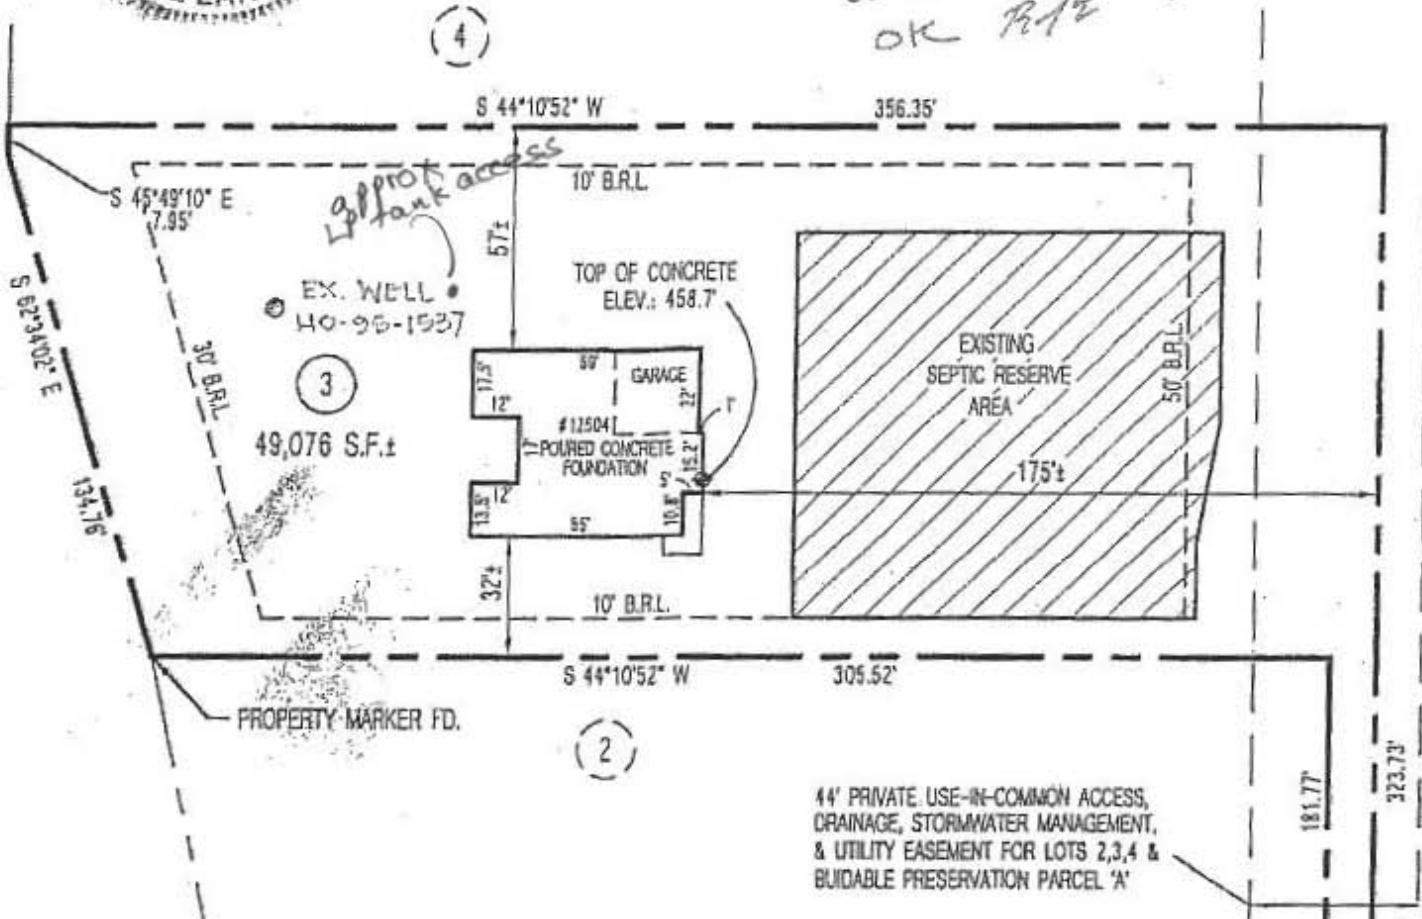 OK
4
S 44°10'52" W
356.35'
approx
tank access
10' B.R.L.
S 45°49'10" E
7.95'
57'±
TOP OF CONCRETE
ELEV.: 458.7'
EX. WELL
HO-95-1537
S 62°34'02" E
30' B.R.L.
EXISTING
SEPTIC RESERVE
AREA
50' B.R.L.
3
17.5'
59'
GARAGE
22'
12'
1'
49,076 S.F.±
#12504
17'
POURED CONCRETE
FOUNDATION
15.2'
5'
175'±
134.76'
13.5'
12'
10.8'
55'
32'±
10' B.R.L.
S 44°10'52" W
305.52'
PROPERTY MARKER FD.
2
44' PRIVATE USE-IN-COMMON ACCESS,
DRAINAGE, STORMWATER MANAGEMENT,
& UTILITY EASEMENT FOR LOTS 2,3,4 &
BUIDABLE PRESERVATION PARCEL 'A'
181.77'
323.73'